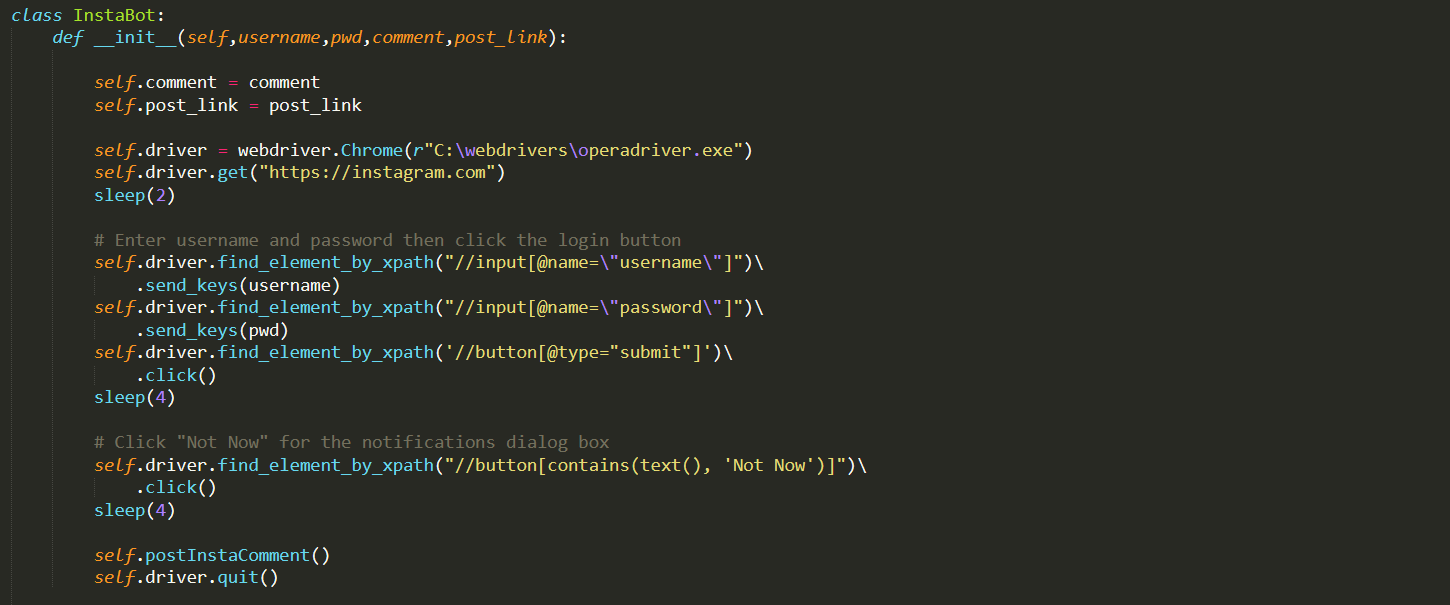 class InstaBot:
    def __init__(self,username,pwd,comment,post_link):

        self.comment = comment
        self.post_link = post_link

        self.driver = webdriver.Chrome(r"C:\webdrivers\operadriver.exe")
        self.driver.get("https://instagram.com")
        sleep(2)

        # Enter username and password then click the login button
        self.driver.find_element_by_xpath("//input[@name=\"username\"]")\
            .send_keys(username)
        self.driver.find_element_by_xpath("//input[@name=\"password\"]")\
            .send_keys(pwd)
        self.driver.find_element_by_xpath('//button[@type="submit"]')\
            .click()
        sleep(4)

        # Click "Not Now" for the notifications dialog box
        self.driver.find_element_by_xpath("//button[contains(text(), 'Not Now')]")\
            .click()
        sleep(4)

        self.postInstaComment()
        self.driver.quit()